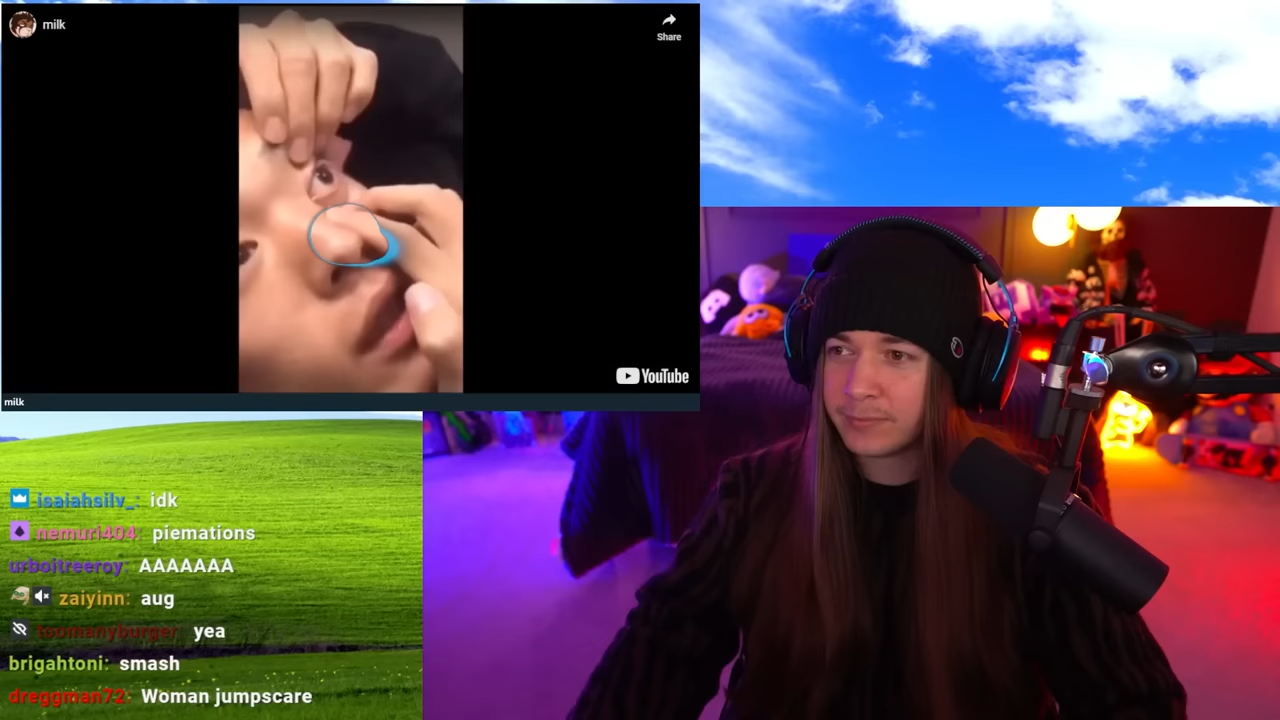 milk
Share
YouTube
milk
isaiahsilv_: idk
nemuri404: piemations
urboitreeroy: AAAAAAA
zaiyinn: aug
toomanyburger: yea
brigahtoni: smash
dreggman72: Woman jumpscare